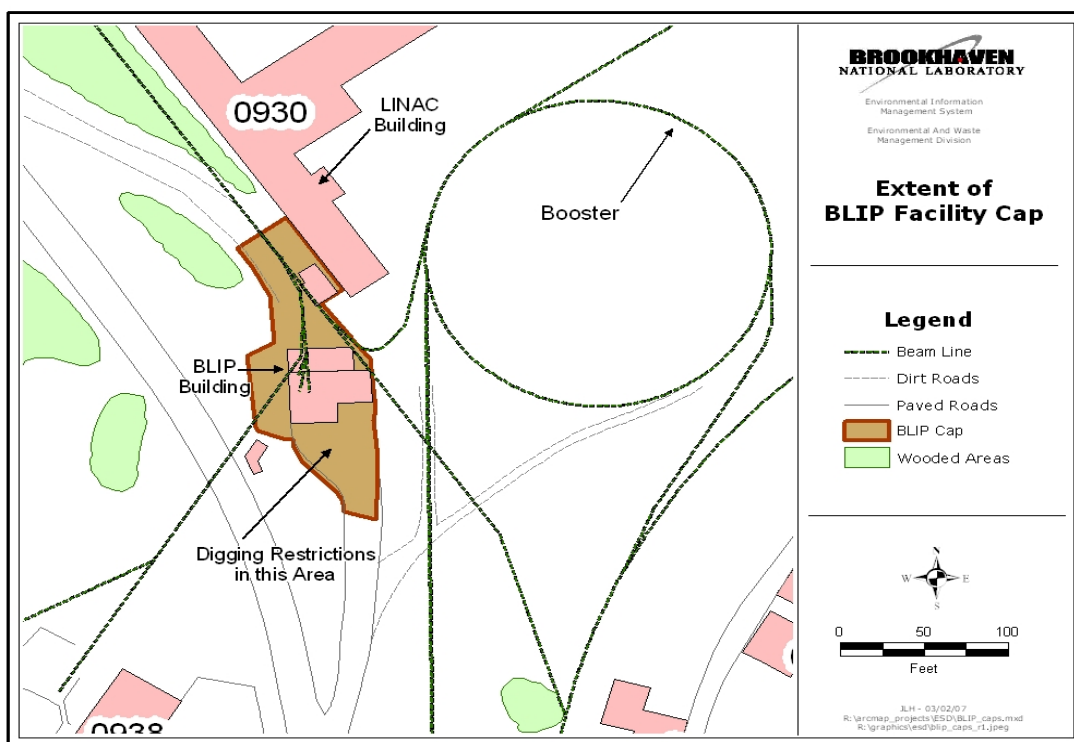 0930
LINAC
Building
Booster
BLIP
Building
Digging Restrictions
in this Area
0938
BROOKHAVEN
NATIONAL LABORATORY
Environmental Information
Management System
Environmental And Waste
Management Division
Extent of
BLIP Facility Cap
Legend
Beam Line
Dirt Roads
Paved Roads
BLIP Cap
Wooded Areas
N
W E
S
0 50 100
Feet
JLH - 03/02/07
R:\arcmap_projects\ESD\BLIP_caps.mxd
R:\graphics\esd\blip_caps_r1.jpeg